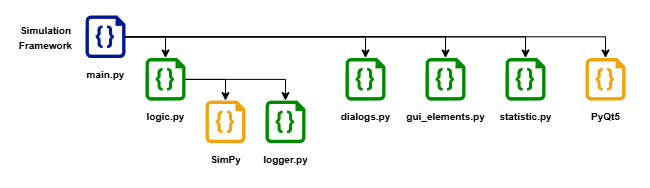 Simulation
Framework
main.py
logic.py
dialogs.py
gui_elements.py
statistic.py
PyQt5
SimPy
logger.py